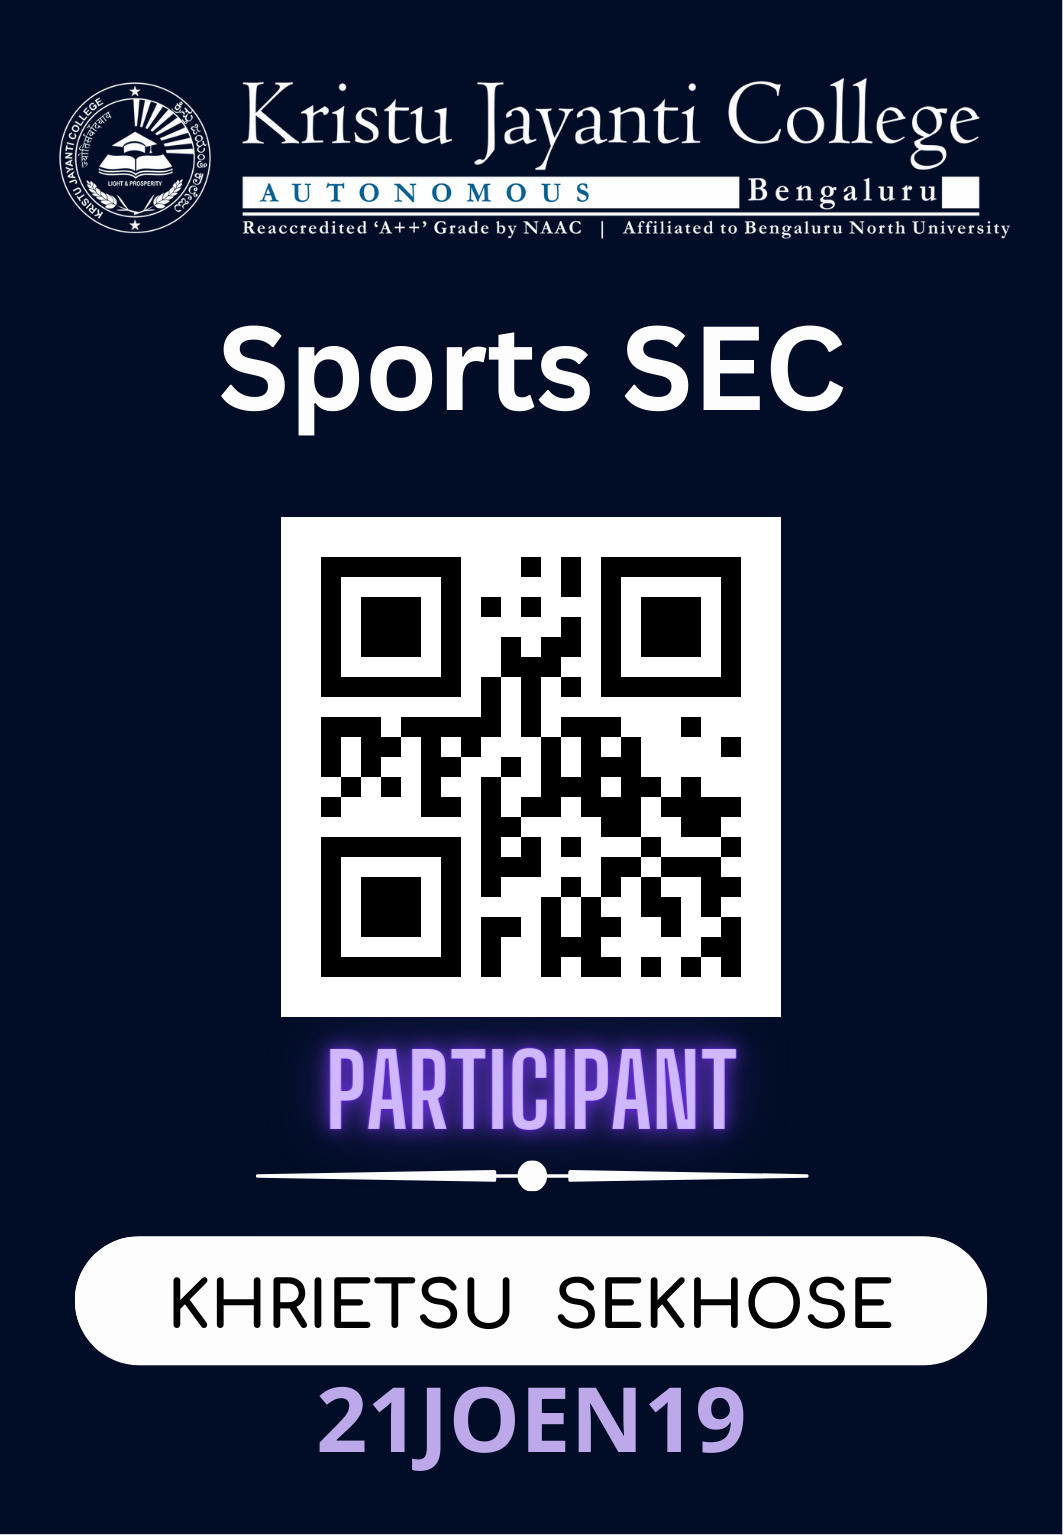 Kristu Jayanti College
AUTONOMOUS Bengaluru
Reaccredited ‘A++’ Grade by NAAC | Affiliated to Bengaluru North University
KRISTU JAYANTI COLLEGE
LIGHT & PROSPERITY
Sports SEC
PARTICIPANT
KHRIETSU SEKHOSE
21JOEN19